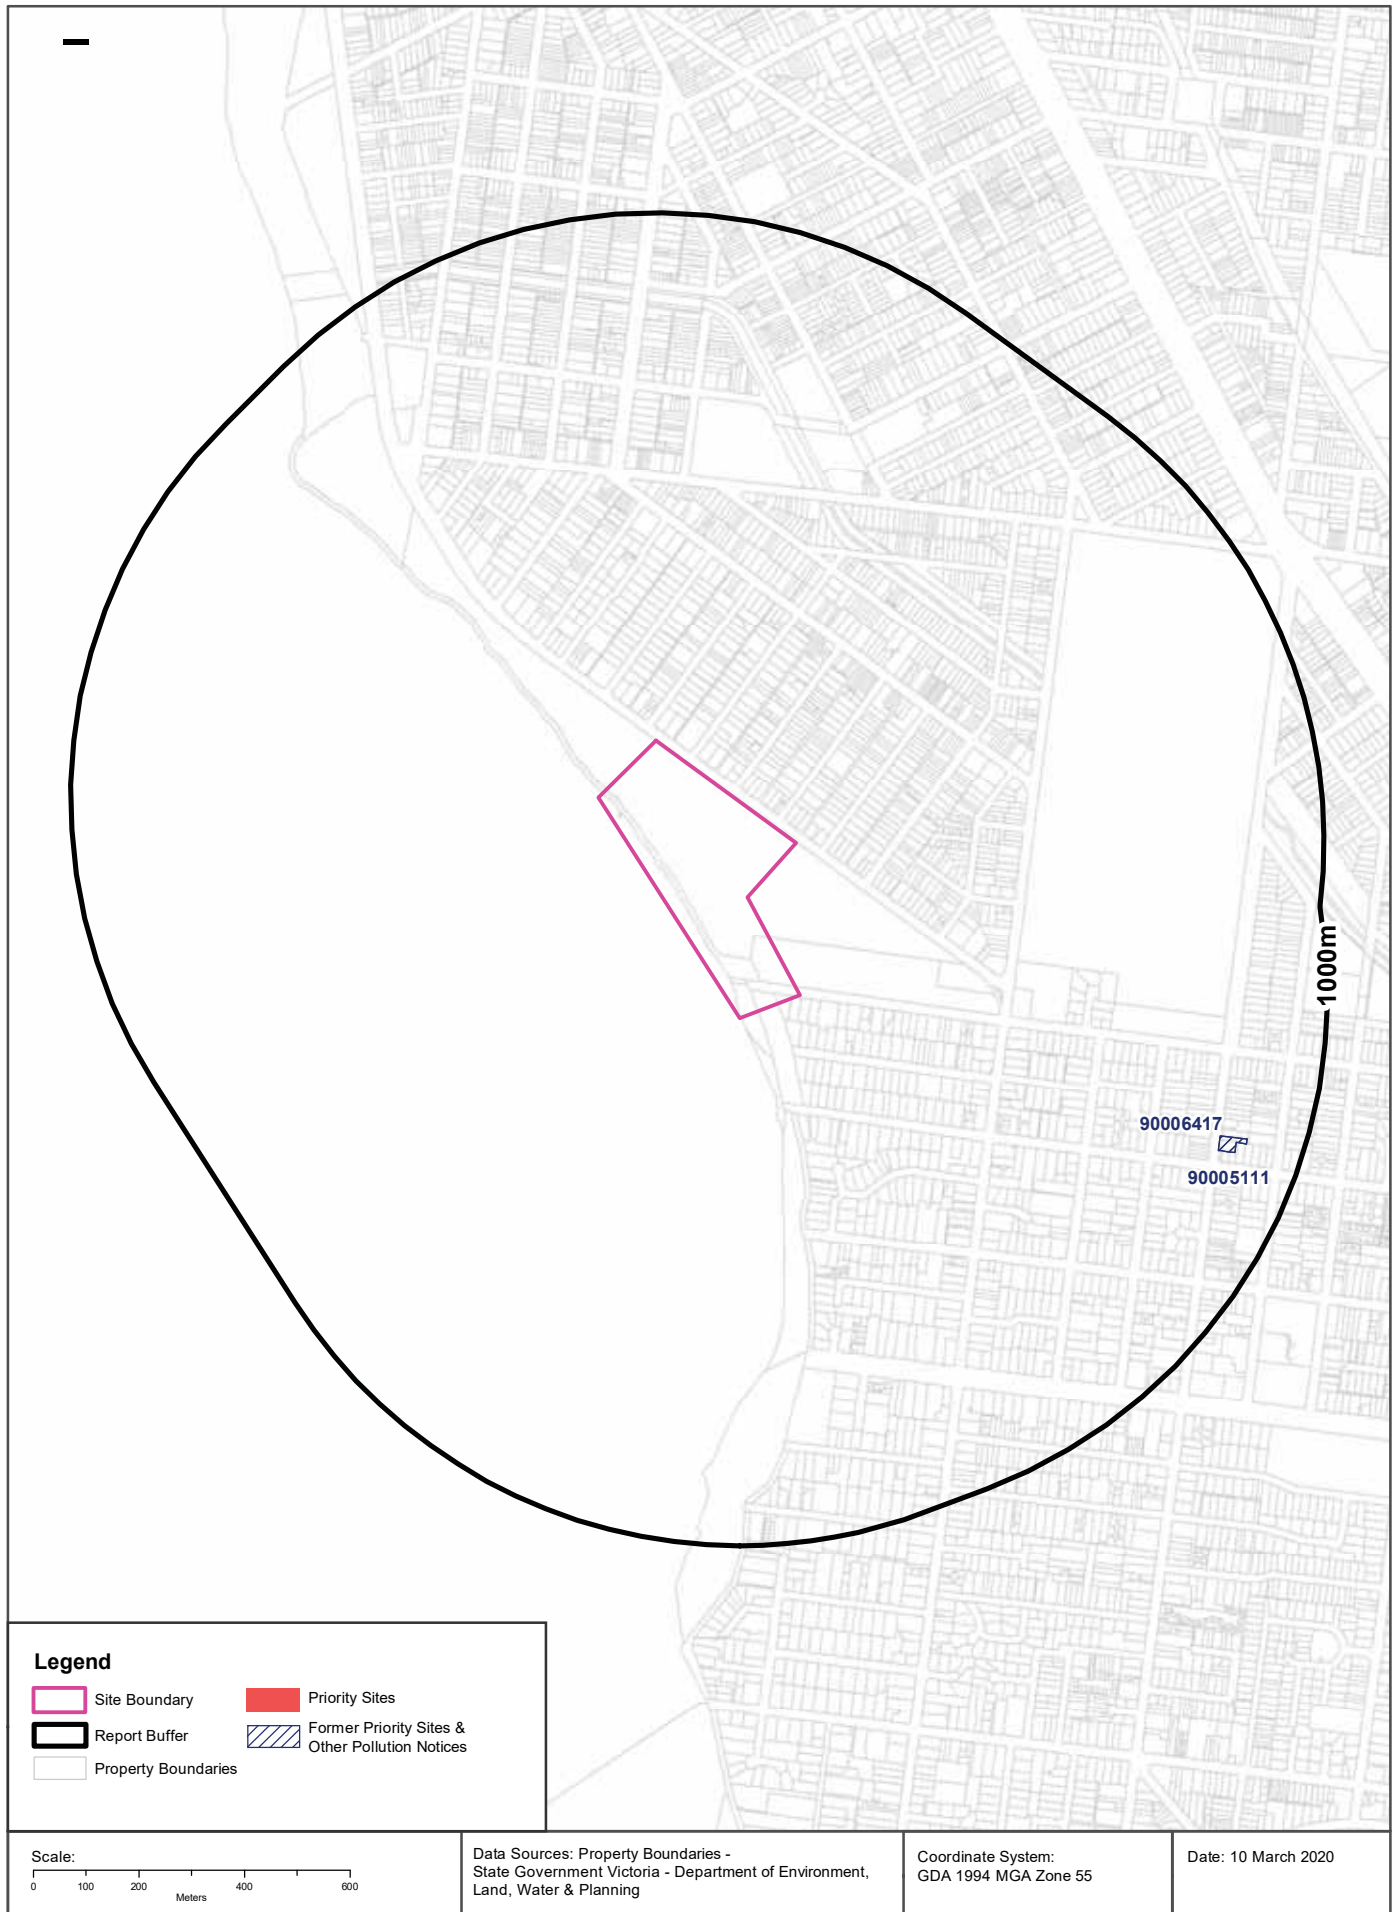 1000m
90006417
90005111
Legend
Site Boundary
Priority Sites
Report Buffer
Former Priority Sites &
Other Pollution Notices
Property Boundaries
Scale:
0 100 200 400 600
Meters
Data Sources: Property Boundaries -
State Government Victoria - Department of Environment,
Land, Water & Planning
Coordinate System:
GDA 1994 MGA Zone 55
Date: 10 March 2020